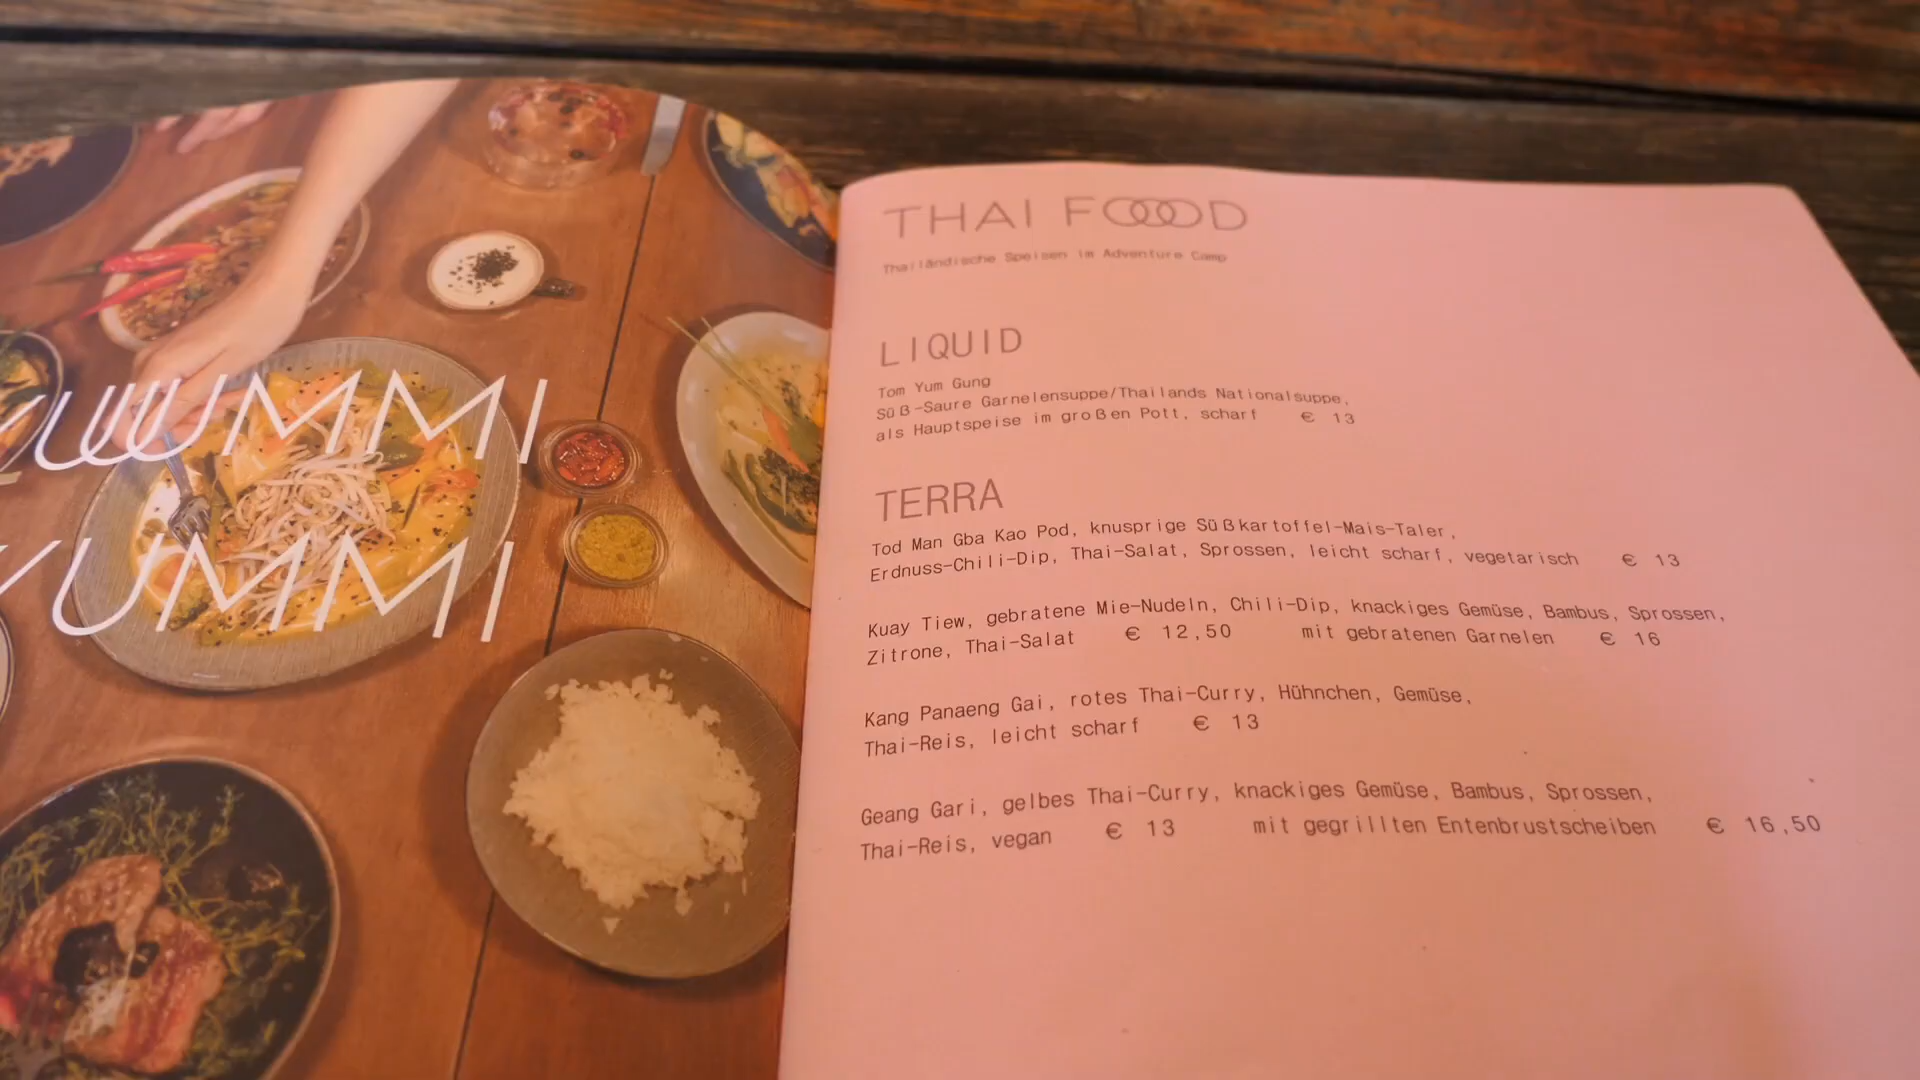 YUUUMMI
YUMMI
THAI FOOOD
Thailändische Speisen im Adventure Camp
LIQUID
Tom Yum Gung
Süß-Saure Garnelensuppe/Thailands Nationalsuppe,
als Hauptspeise im großen Pott, scharf € 13
TERRA
Tod Man Gba Kao Pod, knusprige Süßkartoffel-Mais-Taler,
Erdnuss-Chili-Dip, Thai-Salat, Sprossen, leicht scharf, vegetarisch € 13
Kuay Tiew, gebratene Mie-Nudeln, Chili-Dip, knackiges Gemüse, Bambus, Sprossen,
Zitrone, Thai-Salat € 12,50 mit gebratenen Garnelen € 16
Kang Panaeng Gai, rotes Thai-Curry, Hühnchen, Gemüse,
Thai-Reis, leicht scharf € 13
Geang Gari, gelbes Thai-Curry, knackiges Gemüse, Bambus, Sprossen,
Thai-Reis, vegan € 13 mit gegrillten Entenbrustscheiben € 16,50